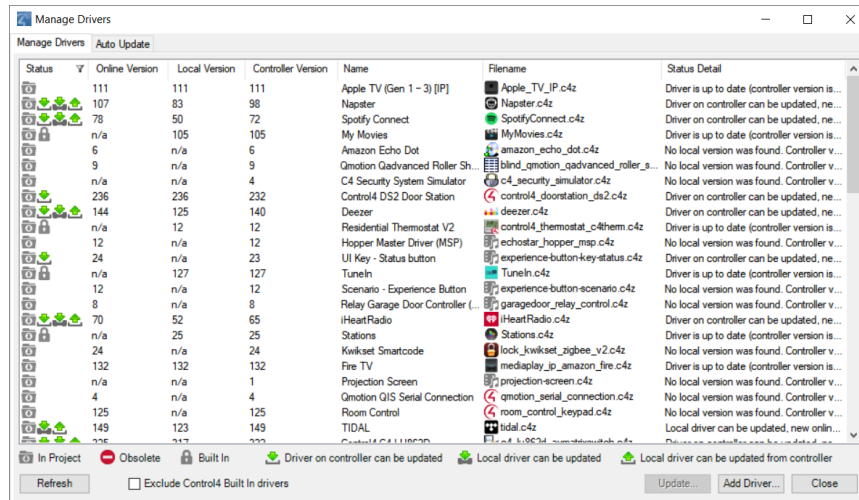 Manage Drivers
Manage Drivers Auto Update
Status Online Version Local Version Controller Version Name Filename Status Detail
111 111 111 Apple TV (Gen 1 – 3) [IP] Apple_TV_IP.c4z Driver is up to date (controller version is...
107 83 98 Napster Napster.c4z Driver on controller can be updated, ne...
78 50 72 Spotify Connect SpotifyConnect.c4z Driver on controller can be updated, ne...
n/a 105 105 My Movies MyMovies.c4z Driver is up to date (controller version is...
6 n/a 6 Amazon Echo Dot amazon_echo_dot.c4z No local version was found. Controller v...
9 n/a 9 Qmotion Qadvanced Roller Sh... blind_qmotion_qadvanced_roller_s... No local version was found. Controller v...
n/a n/a 4 C4 Security System Simulator c4_security_simulator.c4z No local version was found. Controller v...
236 236 232 Control4 DS2 Door Station control4_doorstation_ds2.c4z Driver on controller can be updated, ne...
144 125 140 Deezer deezer.c4z Driver on controller can be updated, ne...
n/a 12 12 Residential Thermostat V2 control4_thermostat_c4therm.c4z Driver is up to date (controller version is...
12 n/a 12 Hopper Master Driver (MSP) echostar_hopper_msp.c4z No local version was found. Controller v...
24 n/a 23 UI Key - Status button experience-button-key-status.c4z Driver on controller can be updated, ne...
n/a 127 127 TuneIn TuneIn.c4z Driver is up to date (controller version is...
12 n/a 12 Scenario - Experience Button experience-button-scenario.c4z No local version was found. Controller v...
8 n/a 8 Relay Garage Door Controller (... garagedoor_relay_control.c4z No local version was found. Controller v...
70 52 65 iHeartRadio iHeartRadio.c4z Driver on controller can be updated, ne...
n/a 25 25 Stations Stations.c4z Driver is up to date (controller version is...
24 n/a 24 Kwikset Smartcode lock_kwikset_zigbee_v2.c4z No local version was found. Controller v...
132 132 132 Fire TV mediaplay_ip_amazon_fire.c4z Driver is up to date (controller version is...
n/a n/a 1 Projection Screen projection-screen.c4z No local version was found. Controller v...
4 n/a 4 Qmotion QIS Serial Connection qmotion_serial_connection.c4z No local version was found. Controller v...
125 n/a 125 Room Control room_control_keypad.c4z No local version was found. Controller v...
149 123 149 TIDAL tidal.c4z Local driver can be updated, new onlin...
In Project Obsolete Built In Driver on controller can be updated Local driver can be updated Local driver can be updated from controller
Refresh Exclude Control4 Built In drivers Update... Add Driver... Close